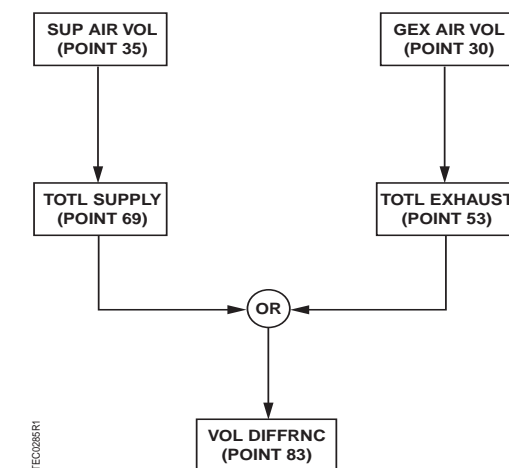 SUP AIR VOL
(POINT 35)
GEX AIR VOL
(POINT 30)
TOTL SUPPLY
(POINT 69)
TOTL EXHAUST
(POINT 53)
OR
VOL DIFFRNC
(POINT 83)
TEC0285R1